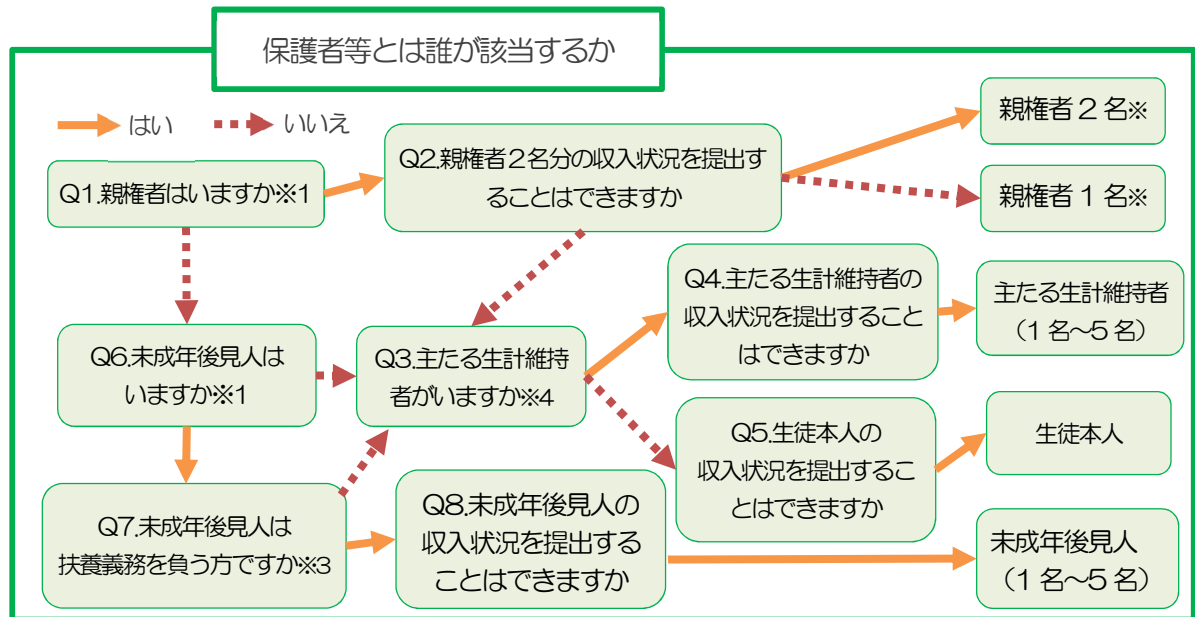 保護者等とは誰が該当するか
はい
いいえ
Q1.親権者はいますか※1
Q2.親権者２名分の収入状況を提出す
ることはできますか
親権者２名※
親権者１名※
Q6.未成年後見人は
いますか※1
Q3.主たる生計維持
者がいますか※4
Q4.主たる生計維持者の
収入状況を提出すること
はできますか
主たる生計維持者
（１名～５名）
Q5.生徒本人の
収入状況を提出するこ
とはできますか
生徒本人
Q7.未成年後見人は
扶養義務を負う方ですか※3
Q8.未成年後見人の
収入状況を提出する
ことはできますか
未成年後見人
（１名～５名）